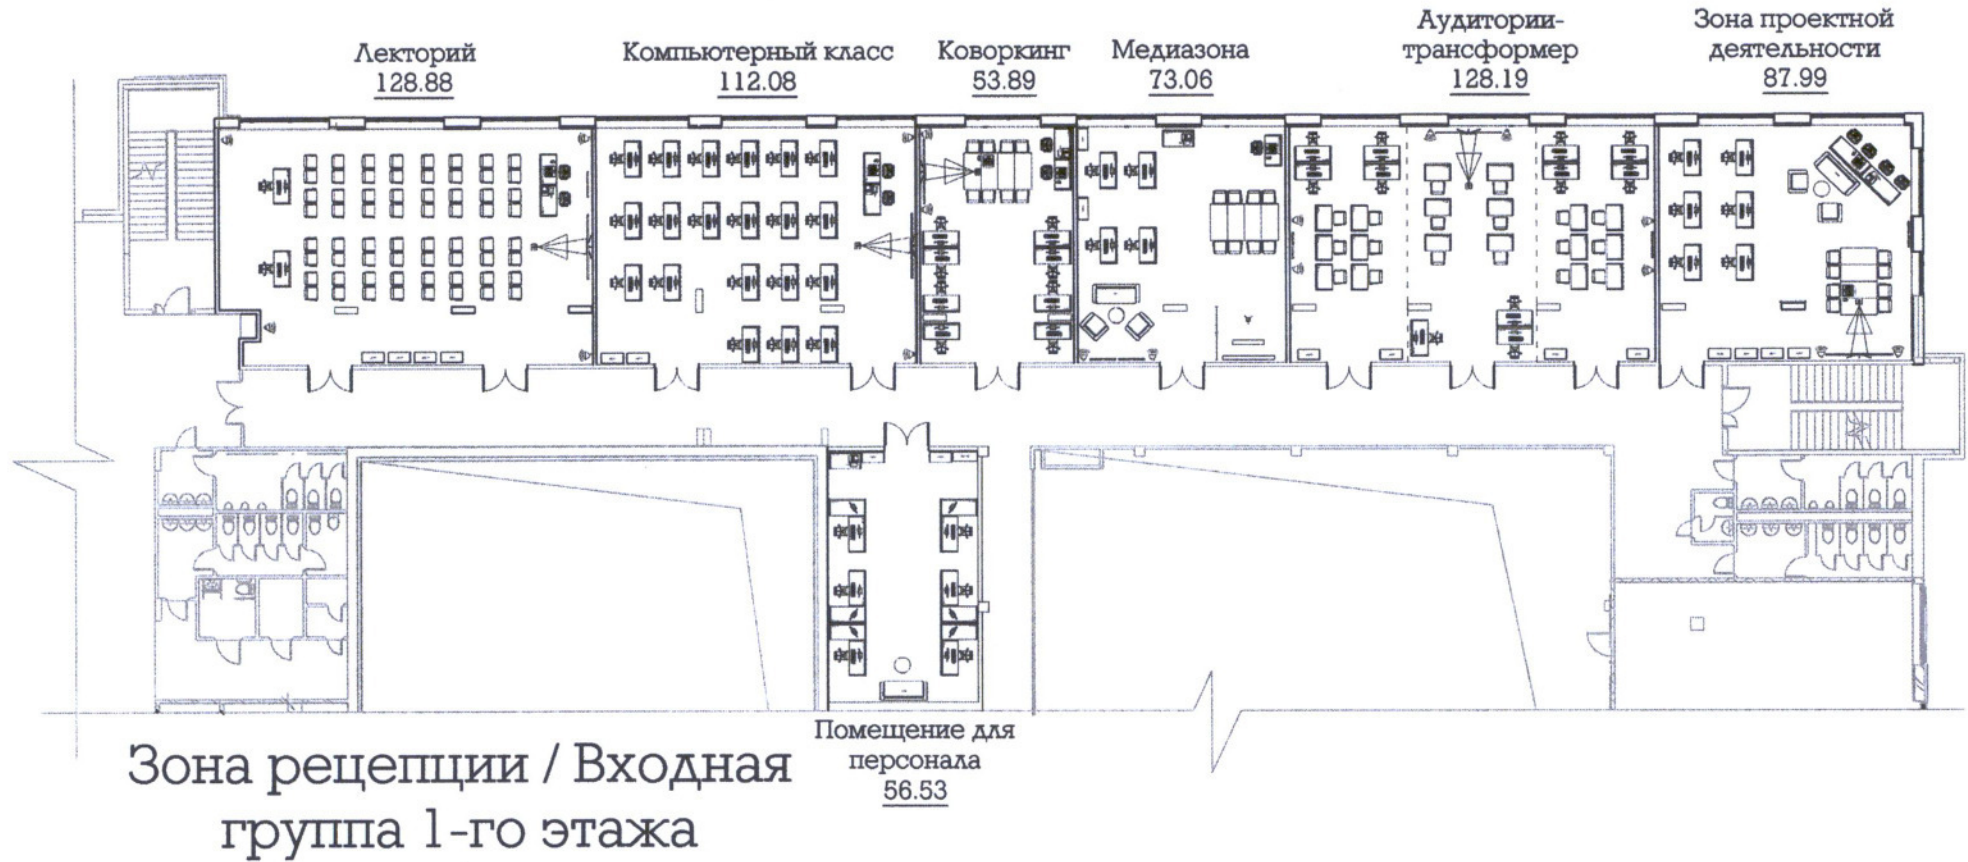 Лекторий
128.88
Компьютерный класс
112.08
Коворкинг
53.89
Медиазона
73.06
Аудитории-
трансформер
128.19
Зона проектной
деятельности
87.99
Помещение для
персонала
56.53
Зона рецепции / Входная
группа 1-го этажа